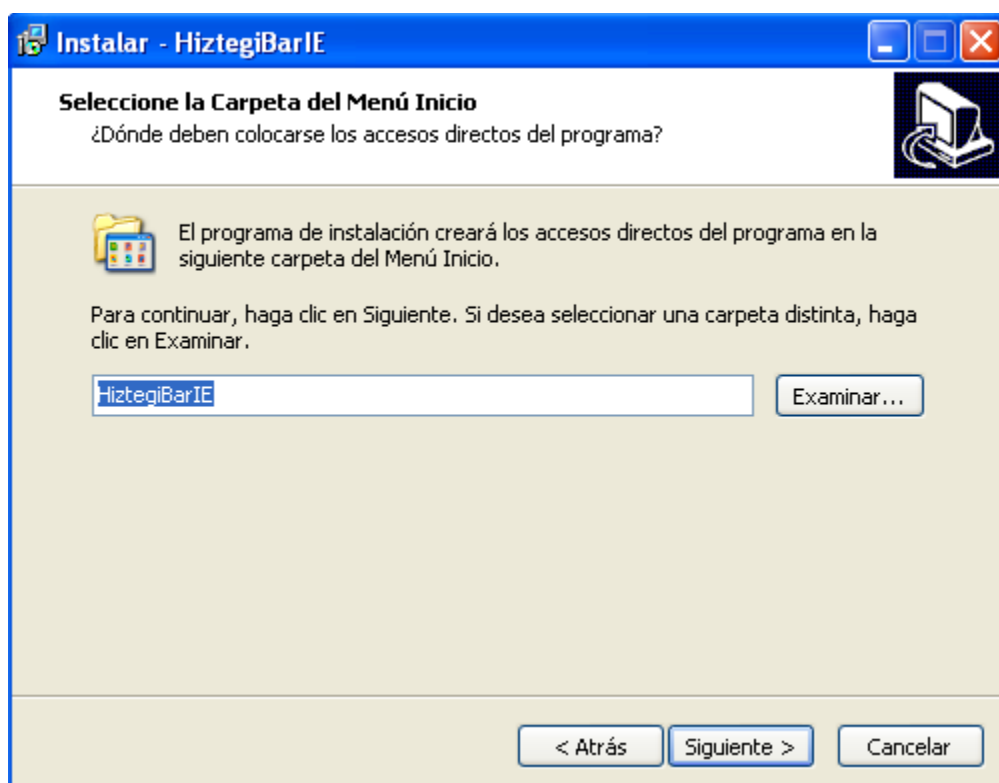 Instalar - HiztegiBarIE
Seleccione la Carpeta del Menú Inicio
¿Dónde deben colocarse los accesos directos del programa?
El programa de instalación creará los accesos directos del programa en la
siguiente carpeta del Menú Inicio.
Para continuar, haga clic en Siguiente. Si desea seleccionar una carpeta distinta, haga
clic en Examinar.
HiztegiBarIE
Examinar...
< Atrás
Siguiente >
Cancelar